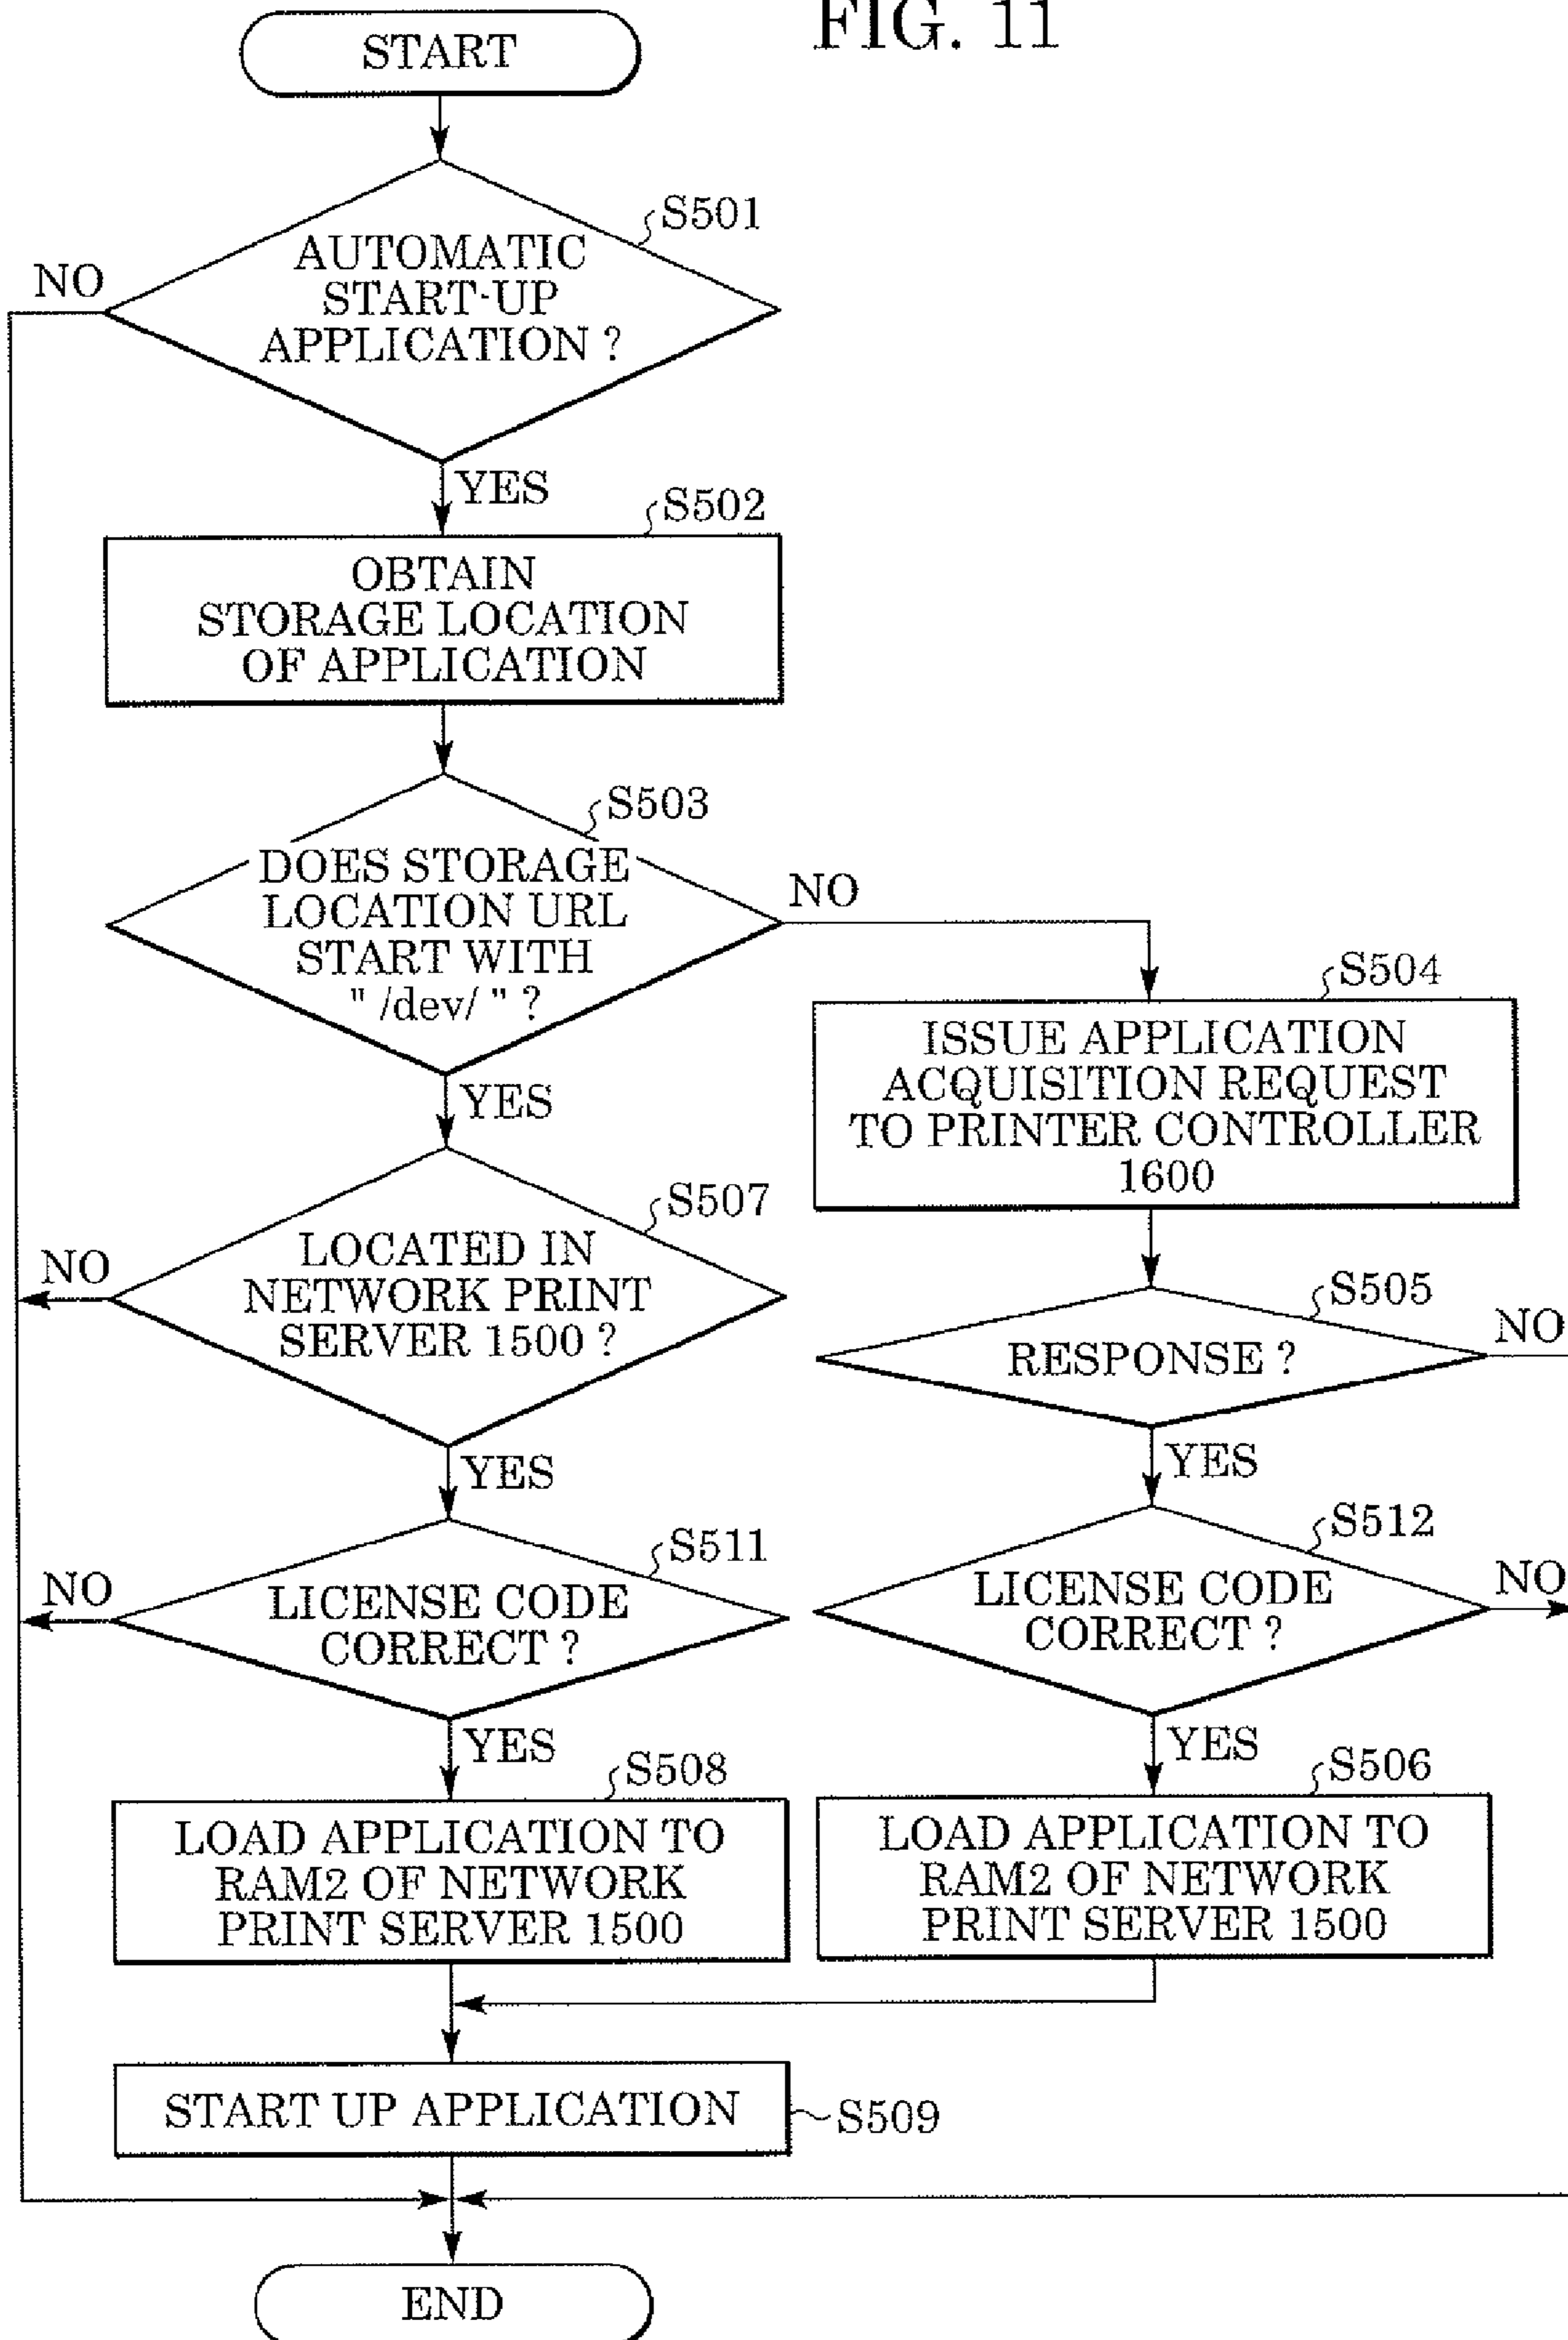 FIG. 11
START
S501
AUTOMATIC
START-UP
APPLICATION ?
NO
YES
S502
OBTAIN
STORAGE LOCATION
OF APPLICATION
S503
DOES STORAGE
LOCATION URL
START WITH
" /dev/ " ?
NO
YES
S504
ISSUE APPLICATION
ACQUISITION REQUEST
TO PRINTER CONTROLLER
1600
S507
LOCATED IN
NETWORK PRINT
SERVER 1500 ?
NO
YES
S505
RESPONSE ?
NO
YES
S511
LICENSE CODE
CORRECT ?
NO
YES
S512
LICENSE CODE
CORRECT ?
NO
YES
S508
LOAD APPLICATION TO
RAM2 OF NETWORK
PRINT SERVER 1500
S506
LOAD APPLICATION TO
RAM2 OF NETWORK
PRINT SERVER 1500
START UP APPLICATION
S509
END